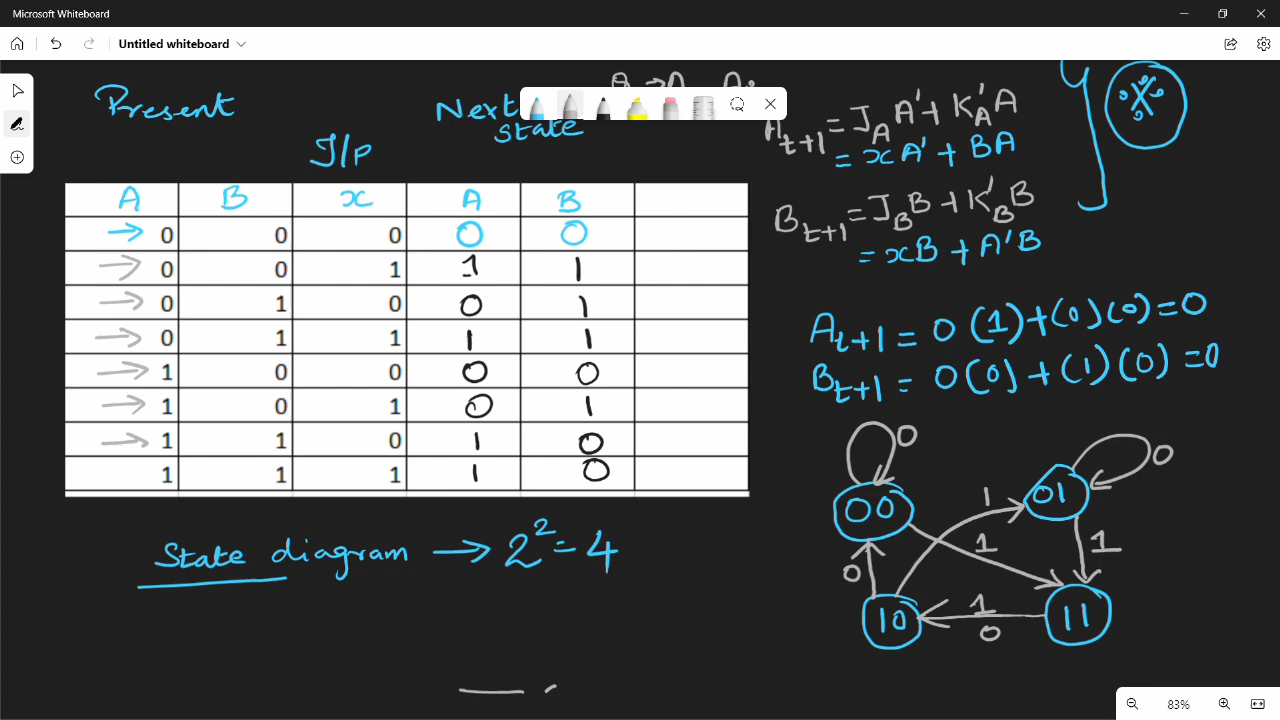 Microsoft Whiteboard
Untitled whiteboard
Present
Next state
I/P
A B x A B
0 0 0 0 0
0 0 1 1 1
0 1 0 0 1
0 1 1 1 1
1 0 0 0 0
1 0 1 0 1
1 1 0 1 0
1 1 1 1 0
At+1 = JA A' + K'A A
= xA' + BA
Bt+1 = JB B + K'B B
= xB + A'B
At+1 = 0 (1) + (0) (0) = 0
Bt+1 = 0 (0) + (1) (0) = 0
State diagram → 2² = 4
0
0
00
01
1
1
1
0
10
11
1
0
83%